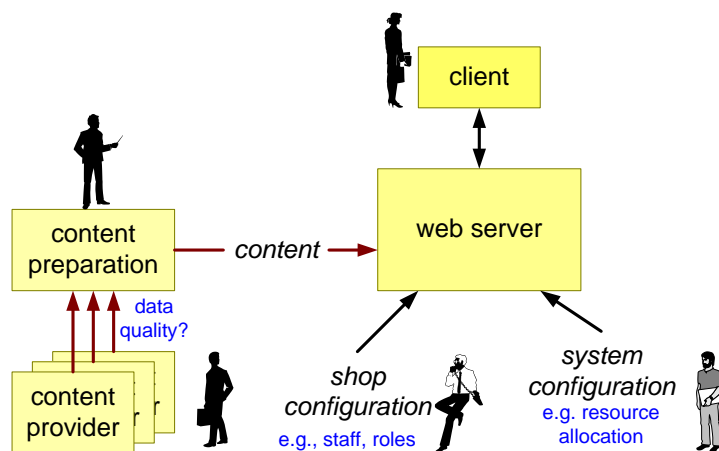 client
web server
content
preparation
content
data
quality?
content
provider
shop
configuration
e.g., staff, roles
system
configuration
e.g. resource
allocation